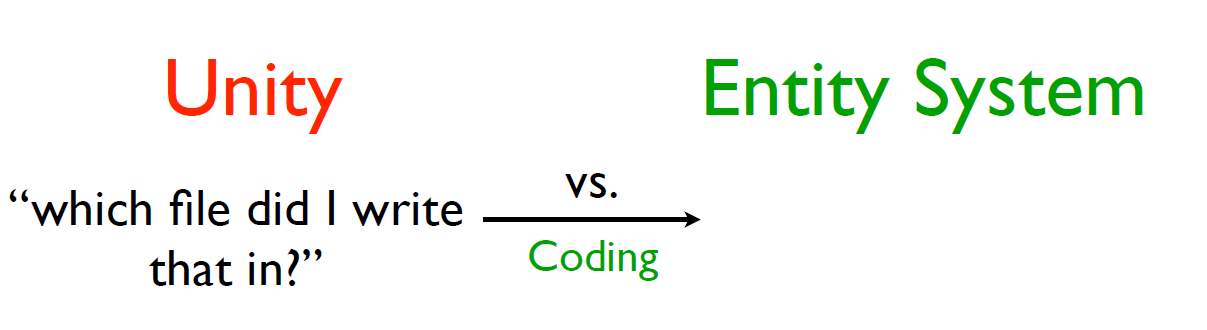 Unity
Entity System
“which file did I write
that in?”
vs.
Coding